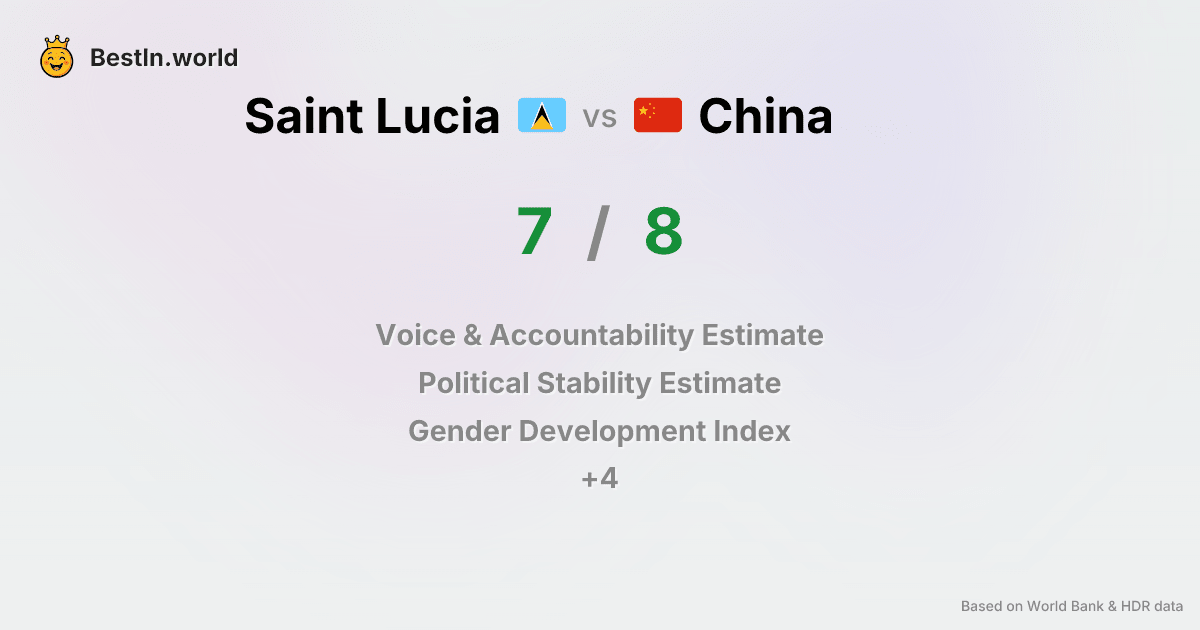 BestIn.world
Saint Lucia vs China
7 / 8
Voice & Accountability Estimate
Political Stability Estimate
Gender Development Index
+4
Based on World Bank & HDR data